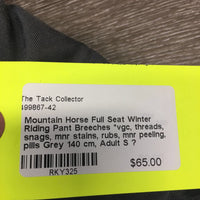 The Tack Collector
499867-42
Mountain Horse Full Seat Winter
Riding Pant Breeches *vgc, threads,
snags, mnr stains, rubs, mnr peeling,
pills Grey 140 cm, Adult S ?
$65.00
RKY325